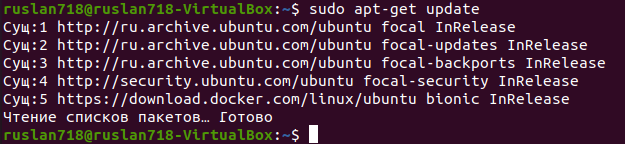 ruslan718@ruslan718-VirtualBox:~$ sudo apt-get update
Сущ:1 http://ru.archive.ubuntu.com/ubuntu focal InRelease
Сущ:2 http://ru.archive.ubuntu.com/ubuntu focal-updates InRelease
Сущ:3 http://ru.archive.ubuntu.com/ubuntu focal-backports InRelease
Сущ:4 http://security.ubuntu.com/ubuntu focal-security InRelease
Сущ:5 https://download.docker.com/linux/ubuntu bionic InRelease
Чтение списков пакетов… Готово
ruslan718@ruslan718-VirtualBox:~$